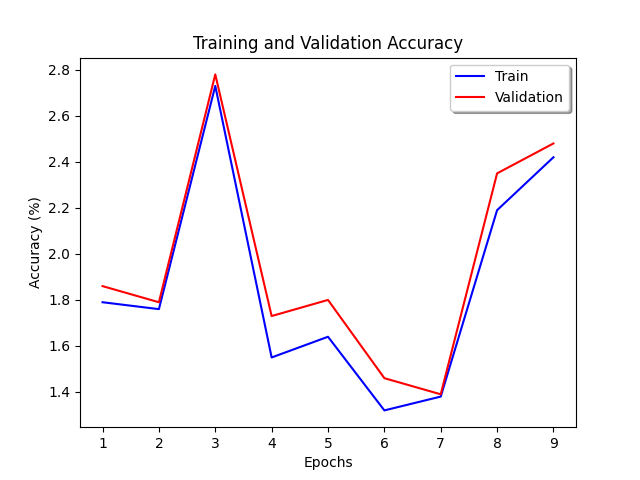 Training and Validation Accuracy
Train
Validation
2.8
2.6
2.4
2.2
2.0
1.8
1.6
1.4
Accuracy (%)
1 2 3 4 5 6 7 8 9
Epochs